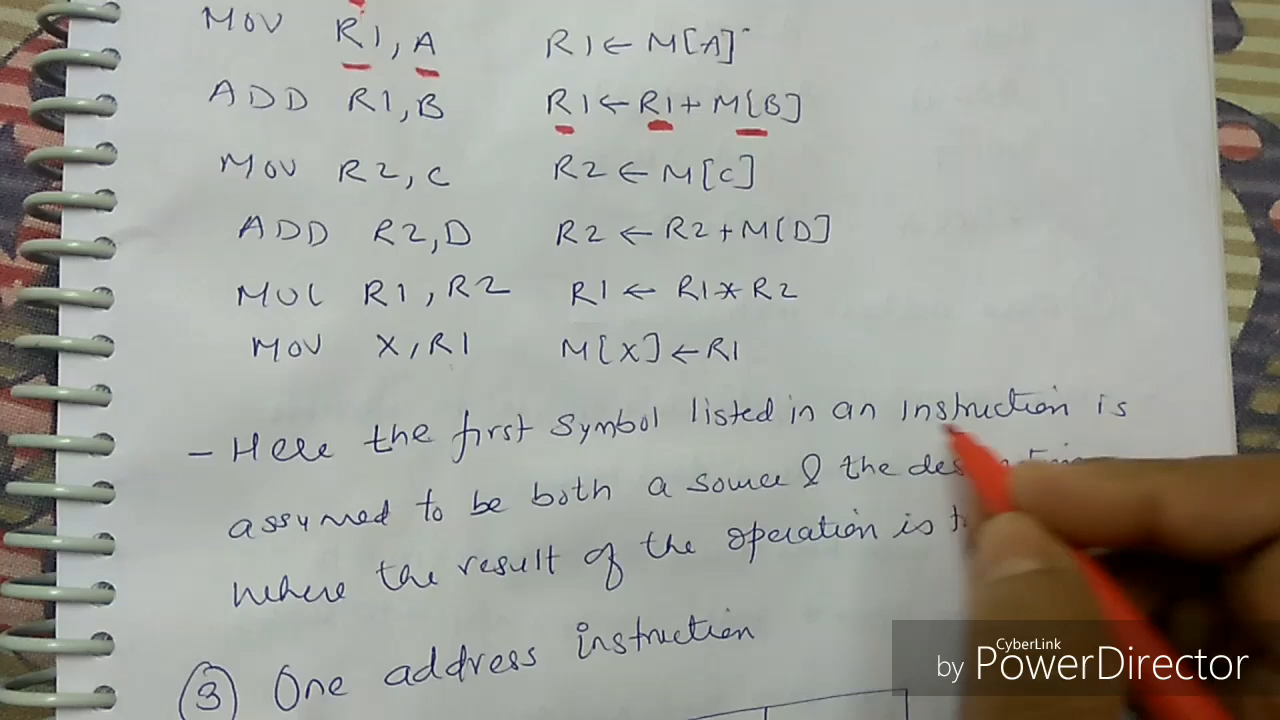 MOV R1, A R1 ← M[A]
ADD R1, B R1 ← R1 + M[B]
MOV R2, C R2 ← M[C]
ADD R2, D R2 ← R2 + M[D]
MUL R1, R2 R1 ← R1 * R2
MOV X, R1 M[X] ← R1
- Here the first symbol listed in an instruction is
assumed to be both a source & the
where the result of the operation is
③ One address instruction
CyberLink
by PowerDirector